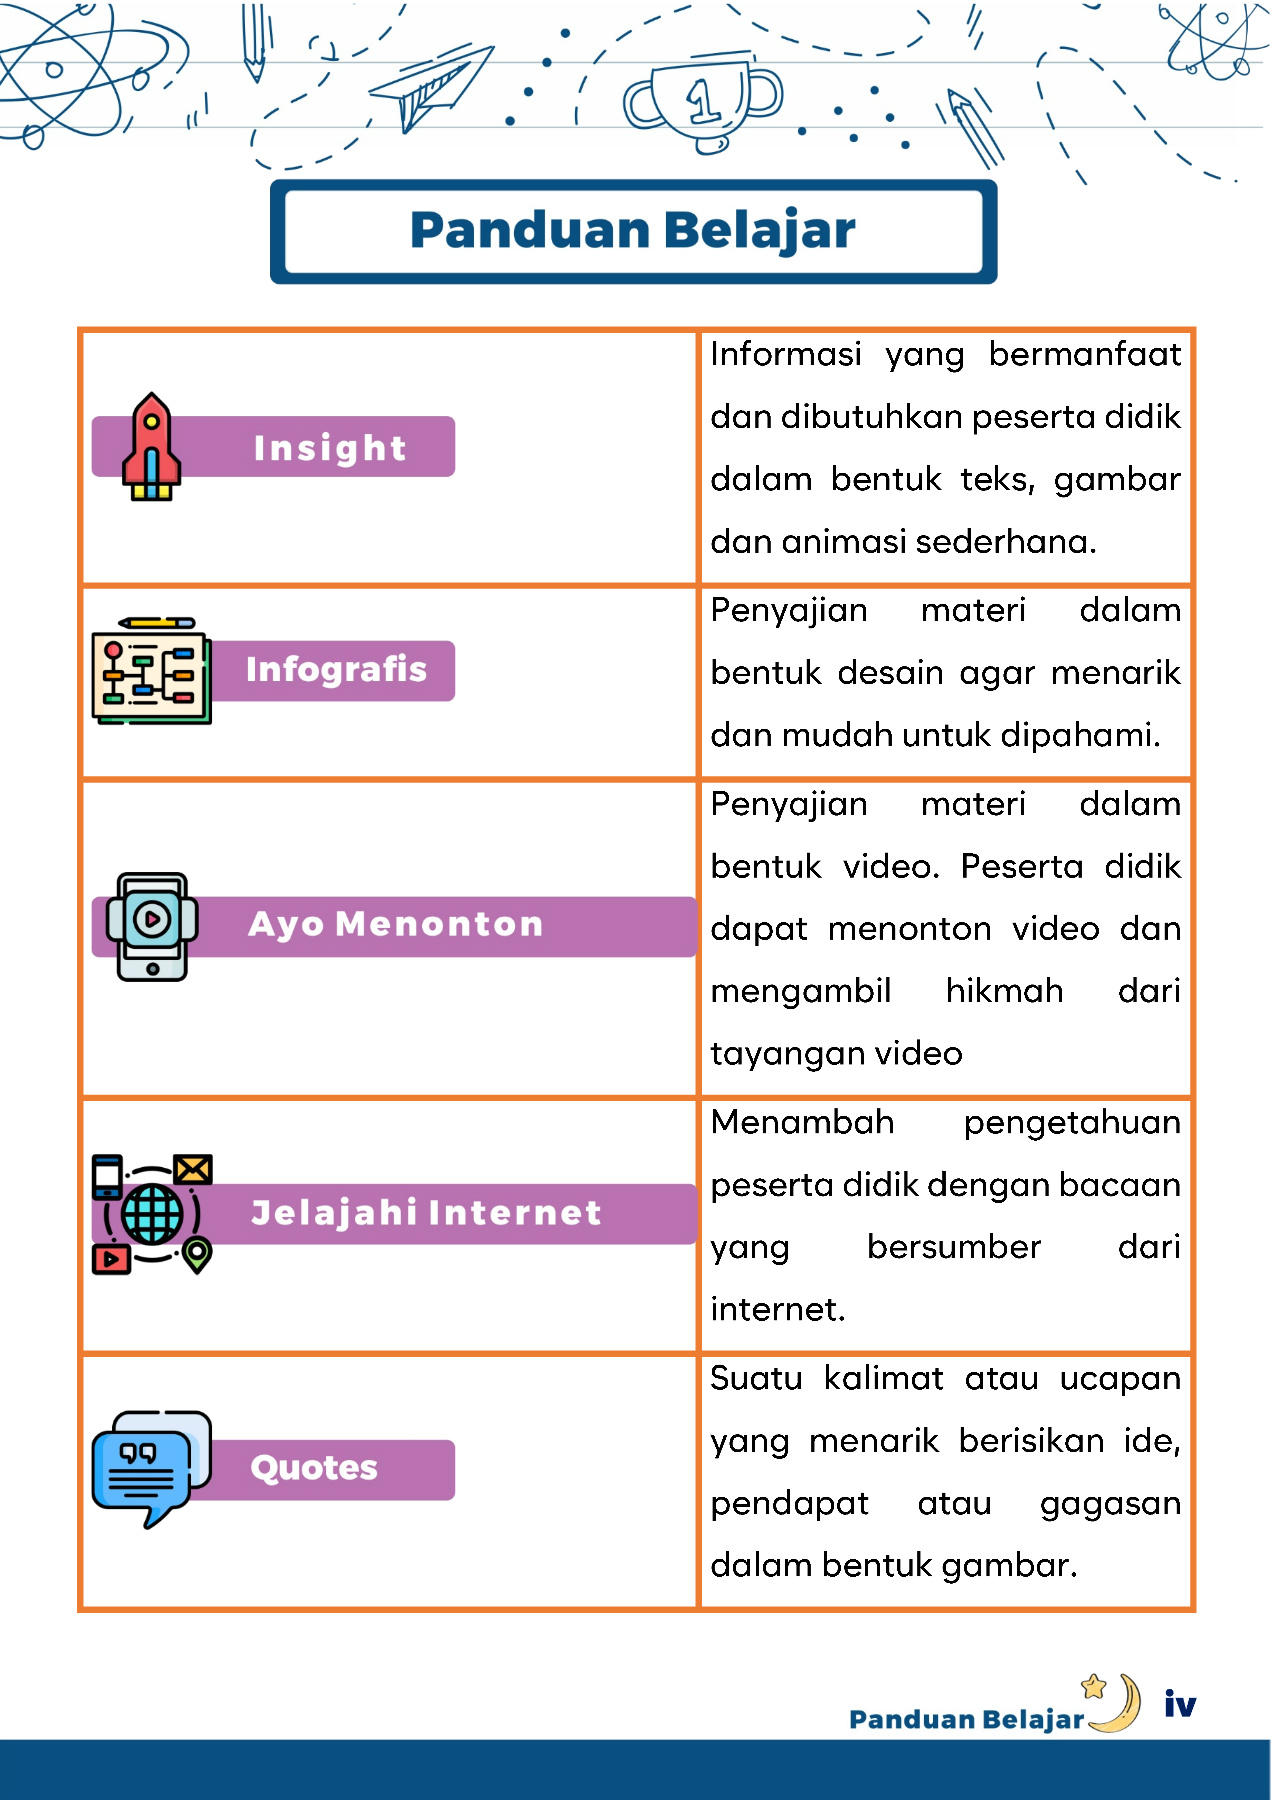 1
Panduan Belajar
Insight
Informasi yang bermanfaat
dan dibutuhkan peserta didik
dalam bentuk teks, gambar
dan animasi sederhana.
Infografis
Penyajian materi dalam
bentuk desain agar menarik
dan mudah untuk dipahami.
Ayo Menonton
Penyajian materi dalam
bentuk video. Peserta didik
dapat menonton video dan
mengambil hikmah dari
tayangan video
Jelajahi Internet
Menambah pengetahuan
peserta didik dengan bacaan
yang bersumber dari
internet.
Quotes
Suatu kalimat atau ucapan
yang menarik berisikan ide,
pendapat atau gagasan
dalam bentuk gambar.
Panduan Belajar
iv